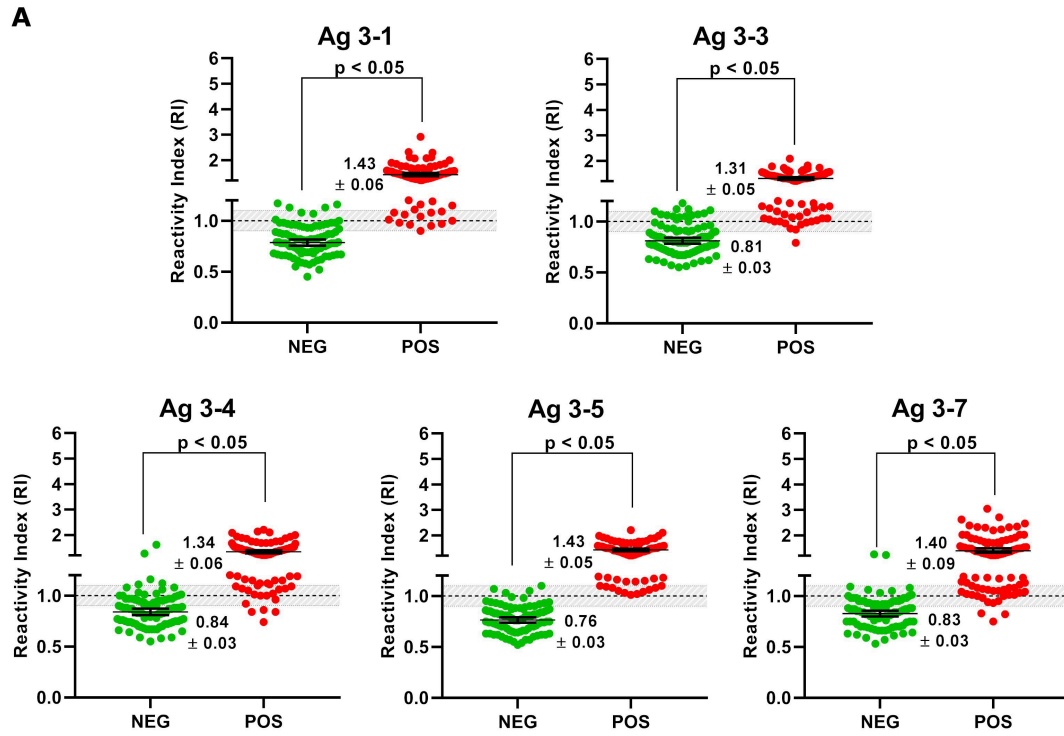 A
Ag 3-1
Reactivity Index (RI)
6
5
4
3
2
1.0
0.5
0.0
p < 0.05
1.43
± 0.06
NEG
POS
Ag 3-3
Reactivity Index (RI)
6
5
4
3
2
1.0
0.5
0.0
p < 0.05
1.31
± 0.05
0.81
± 0.03
NEG
POS
Ag 3-4
Reactivity Index (RI)
6
5
4
3
2
1.0
0.5
0.0
p < 0.05
1.34
± 0.06
0.84
± 0.03
NEG
POS
Ag 3-5
Reactivity Index (RI)
6
5
4
3
2
1.0
0.5
0.0
p < 0.05
1.43
± 0.05
0.76
± 0.03
NEG
POS
Ag 3-7
Reactivity Index (RI)
6
5
4
3
2
1.0
0.5
0.0
p < 0.05
1.40
± 0.09
0.83
± 0.03
NEG
POS